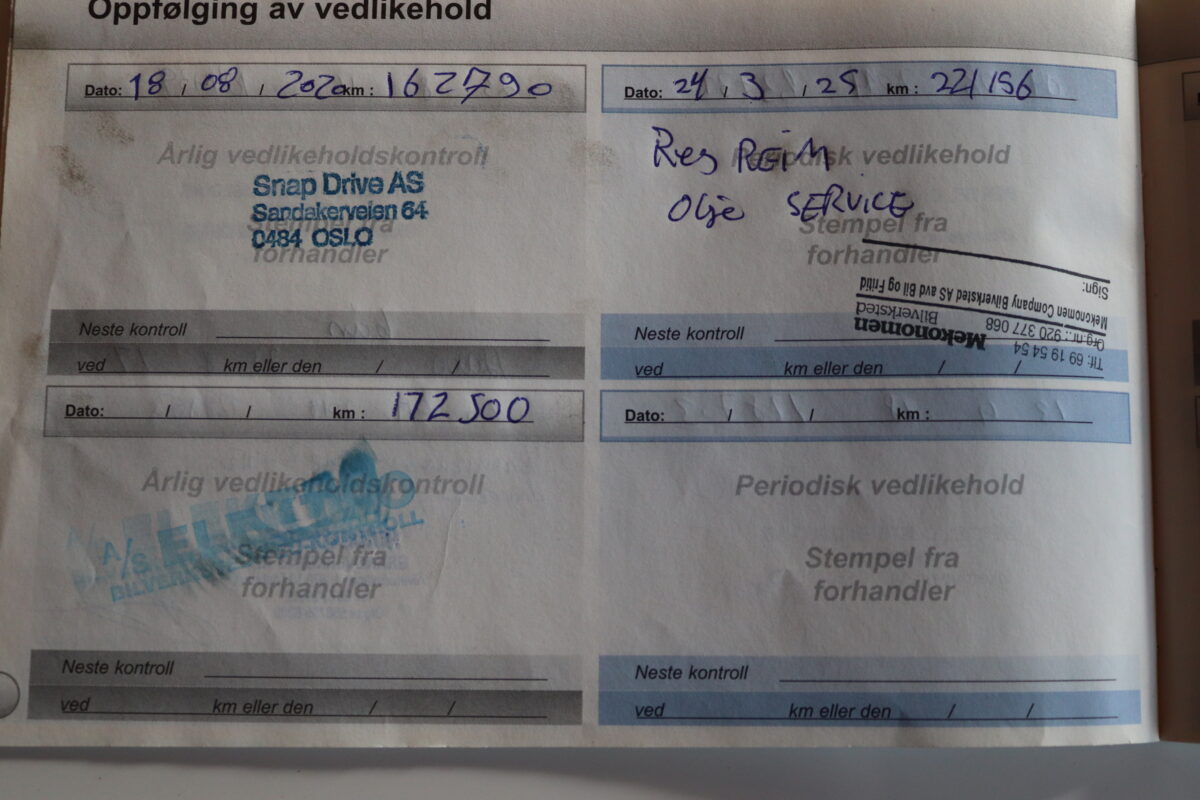 Oppfølging av vedlikehold
Dato: 18 / 08 / 2020 km : 162790
Årlig vedlikeholdskontroll
Snap Drive AS
Sandakerveien 64
Stempel fra
0484 OSLO
forhandler
Neste kontroll
ved km eller den / /
Dato: 24 / 3 / 25 km : 221156
Reg REIM Periodisk vedlikehold
Olje SERVICE
Stempel fra
forhandler
Sign:
Mekonomen Company Bilverksted AS avd Bil og Fritid
Org.nr.: 920 377 068
Tlf: 69 19 54 54
Mekonomen
Bilverksted
Neste kontroll
ved km eller den / /
Dato: / / km : 172500
Årlig vedlikeholdskontroll
A/S
Stempel fra
forhandler
Neste kontroll
ved km eller den / /
Dato: / / km :
Periodisk vedlikehold
Stempel fra
forhandler
Neste kontroll
ved km eller den / /